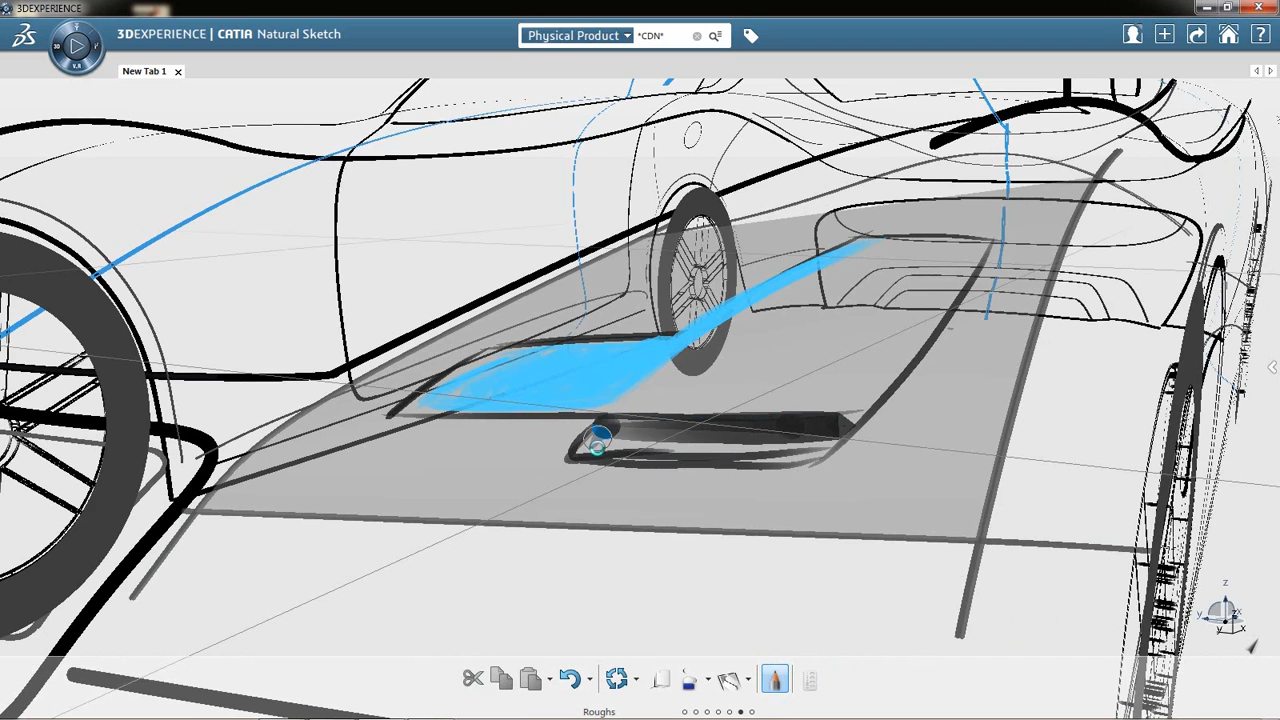 3DEXPERIENCE
3DEXPERIENCE | CATIA Natural Sketch
Physical Product
*CDN*
New Tab 1
Roughs